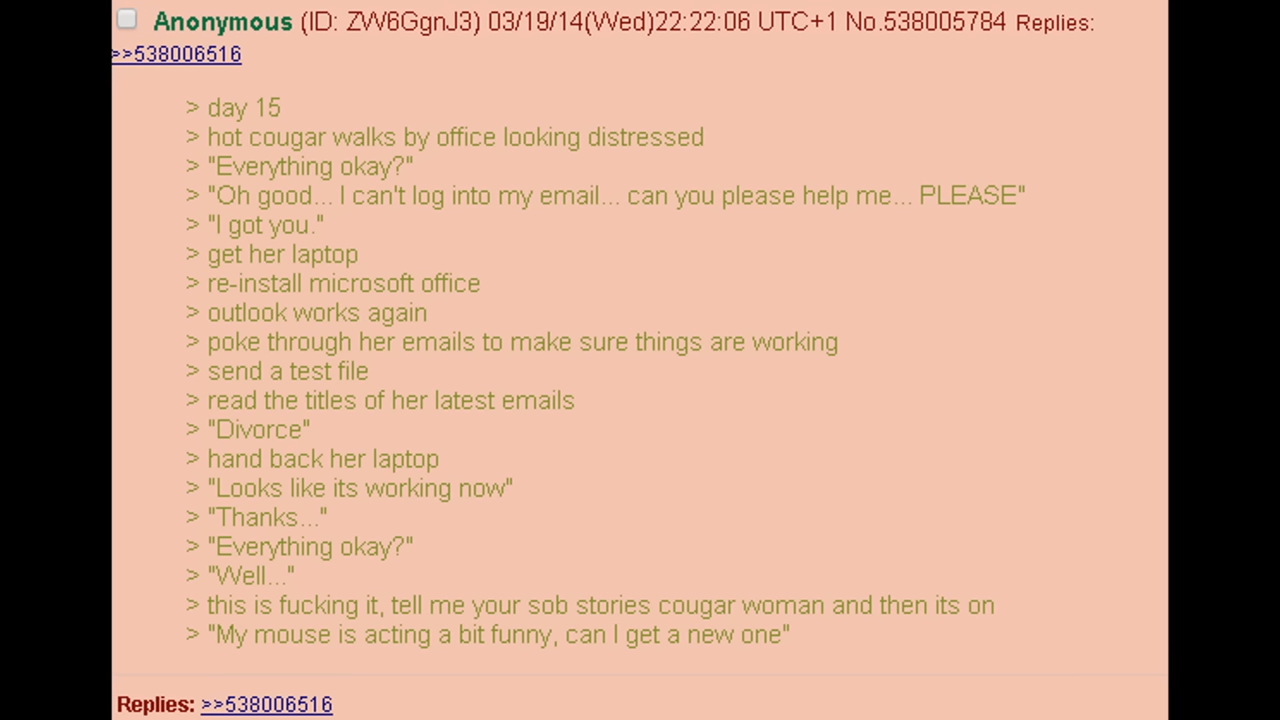 Anonymous (ID: ZW6GgnJ3) 03/19/14(Wed)22:22:06 UTC+1 No.538005784 Replies:
>>538006516
> day 15
> hot cougar walks by office looking distressed
> "Everything okay?"
> "Oh good... I can't log into my email... can you please help me... PLEASE"
> "I got you."
> get her laptop
> re-install microsoft office
> outlook works again
> poke through her emails to make sure things are working
> send a test file
> read the titles of her latest emails
> "Divorce"
> hand back her laptop
> "Looks like its working now"
> "Thanks..."
> "Everything okay?"
> "Well..."
> this is fucking it, tell me your sob stories cougar woman and then its on
> "My mouse is acting a bit funny, can I get a new one"
Replies: >>538006516